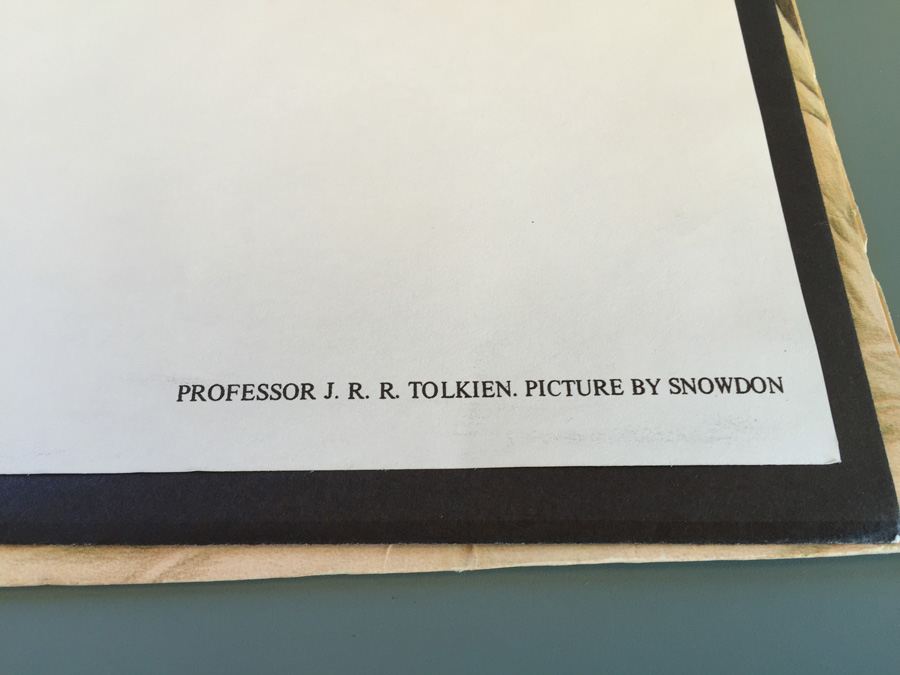 PROFESSOR J. R. R. TOLKIEN. PICTURE BY SNOWDON